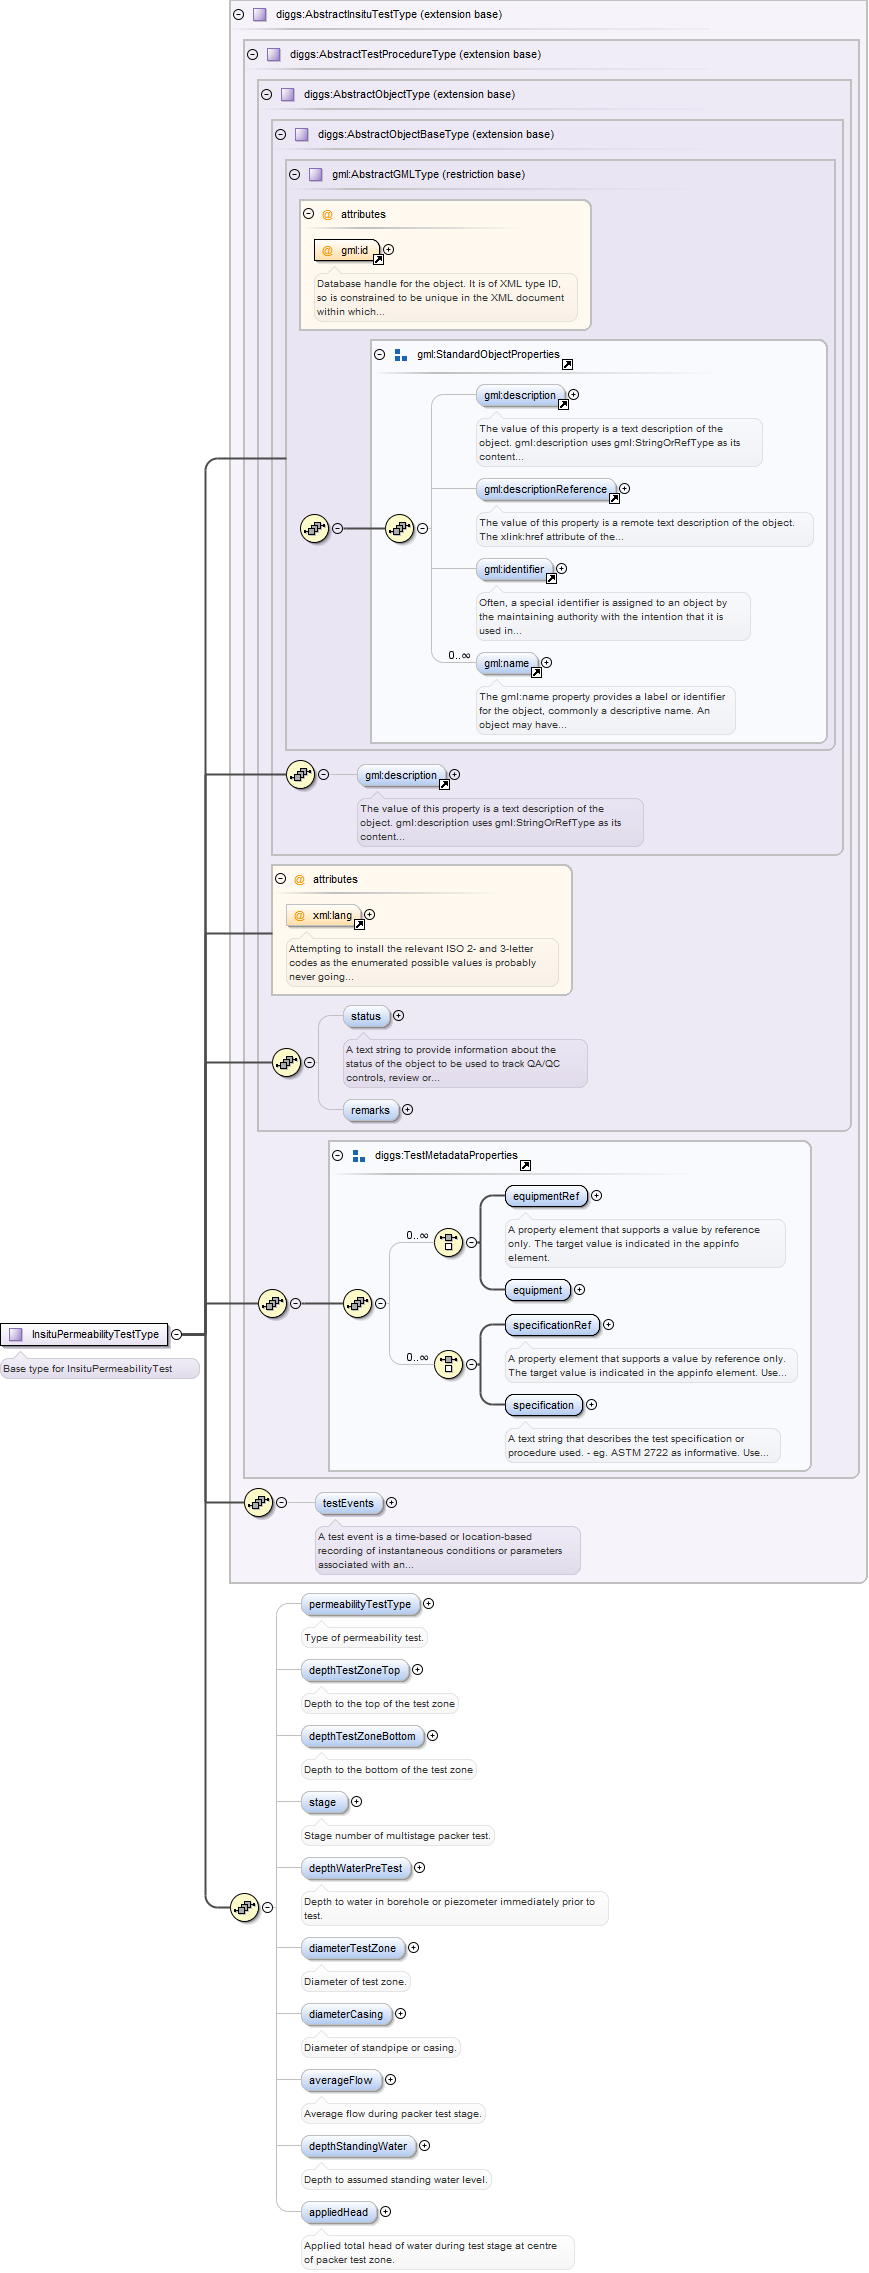 diggs:AbstractInsituTestType (extension base)
diggs:AbstractTestProcedureType (extension base)
diggs:AbstractObjectType (extension base)
diggs:AbstractObjectBaseType (extension base)
gml:AbstractGMLType (restriction base)
@ attributes
@ gml:id
Database handle for the object. It is of XML type ID,
so is constrained to be unique in the XML document
within which...
gml:StandardObjectProperties
gml:description
The value of this property is a text description of the
object. gml:description uses gml:StringOrRefType as its
content...
gml:descriptionReference
The value of this property is a remote text description of the object.
The xlink:href attribute of the...
gml:identifier
Often, a special identifier is assigned to an object by
the maintaining authority with the intention that it is
used in...
0..∞
gml:name
The gml:name property provides a label or identifier
for the object, commonly a descriptive name. An
object may have...
gml:description
The value of this property is a text description of the
object. gml:description uses gml:StringOrRefType as its
content...
@ attributes
@ xml:lang
Attempting to install the relevant ISO 2- and 3-letter
codes as the enumerated possible values is probably
never going...
status
A text string to provide information about the
status of the object to be used to track QA/QC
controls, review or...
remarks
diggs:TestMetadataProperties
equipmentRef
A property element that supports a value by reference
only. The target value is indicated in the appinfo
element.
0..∞
equipment
specificationRef
A property element that supports a value by reference only.
The target value is indicated in the appinfo element. Use...
0..∞
specification
A text string that describes the test specification or
procedure used. - eg. ASTM 2722 as informative. Use...
InsituPermeabilityTestType
Base type for InsituPermeabilityTest
testEvents
A test event is a time-based or location-based
recording of instantaneous conditions or parameters
associated with an...
permeabilityTestType
Type of permeability test.
depthTestZoneTop
Depth to the top of the test zone
depthTestZoneBottom
Depth to the bottom of the test zone
stage
Stage number of multistage packer test.
depthWaterPreTest
Depth to water in borehole or piezometer immediately prior to
test.
diameterTestZone
Diameter of test zone.
diameterCasing
Diameter of standpipe or casing.
averageFlow
Average flow during packer test stage.
depthStandingWater
Depth to assumed standing water level.
appliedHead
Applied total head of water during test stage at centre
of packer test zone.